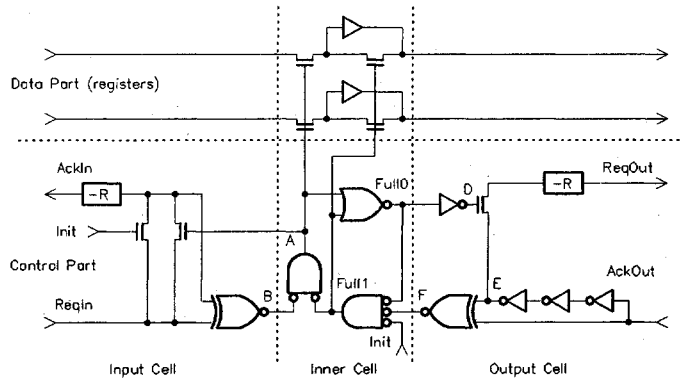 Data Part (registers)
AckIn
-R
Full0
D
-R
ReqOut
Init
A
Control Part
Full1
F
E
AckOut
ReqIn
B
Init
Input Cell
Inner Cell
Output Cell